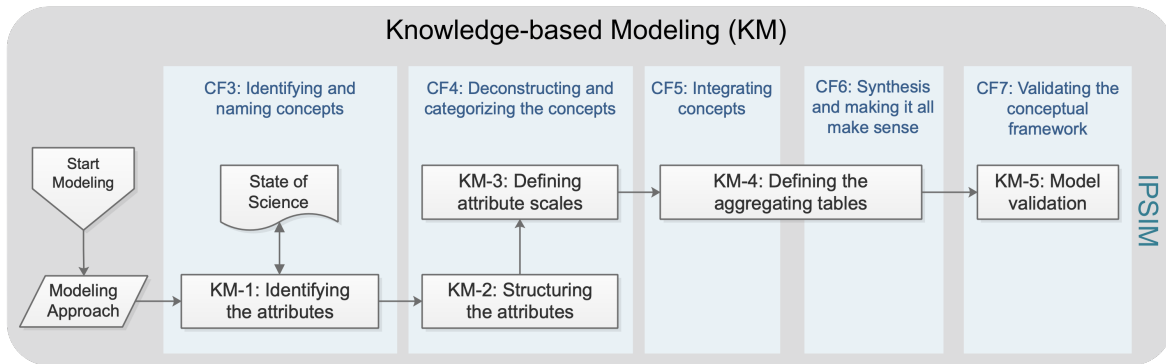 Knowledge-based Modeling (KM)
CF3: Identifying and
naming concepts
CF4: Deconstructing and
categorizing the concepts
CF5: Integrating
concepts
CF6: Synthesis
and making it all
make sense
CF7: Validating the
conceptual
framework
Start
Modeling
State of
Science
KM-3: Defining
attribute scales
KM-4: Defining the
aggregating tables
KM-5: Model
validation
IPSIM
Modeling
Approach
KM-1: Identifying
the attributes
KM-2: Structuring
the attributes